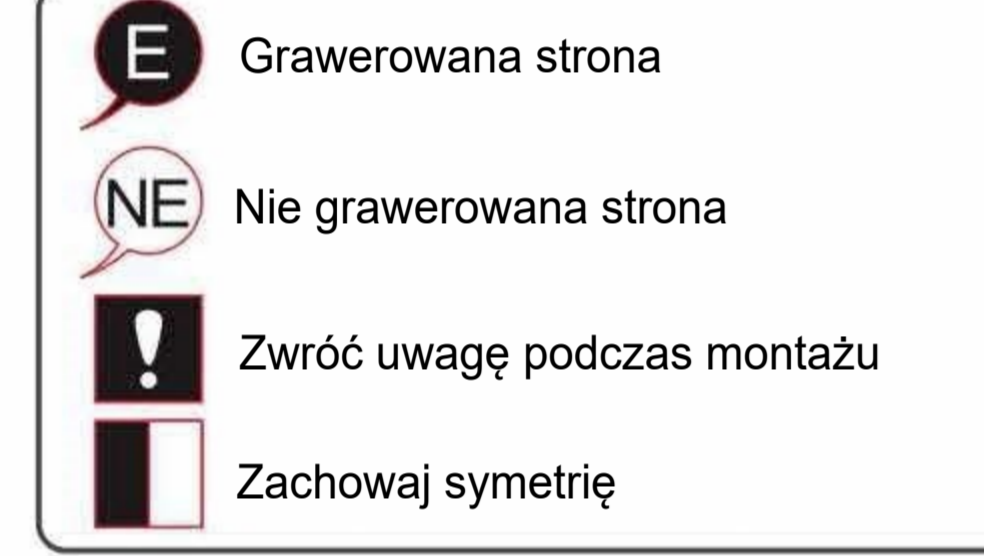 E Grawerowana strona
NE Nie grawerowana strona
! Zwróć uwagę podczas montażu
Zachowaj symetrię